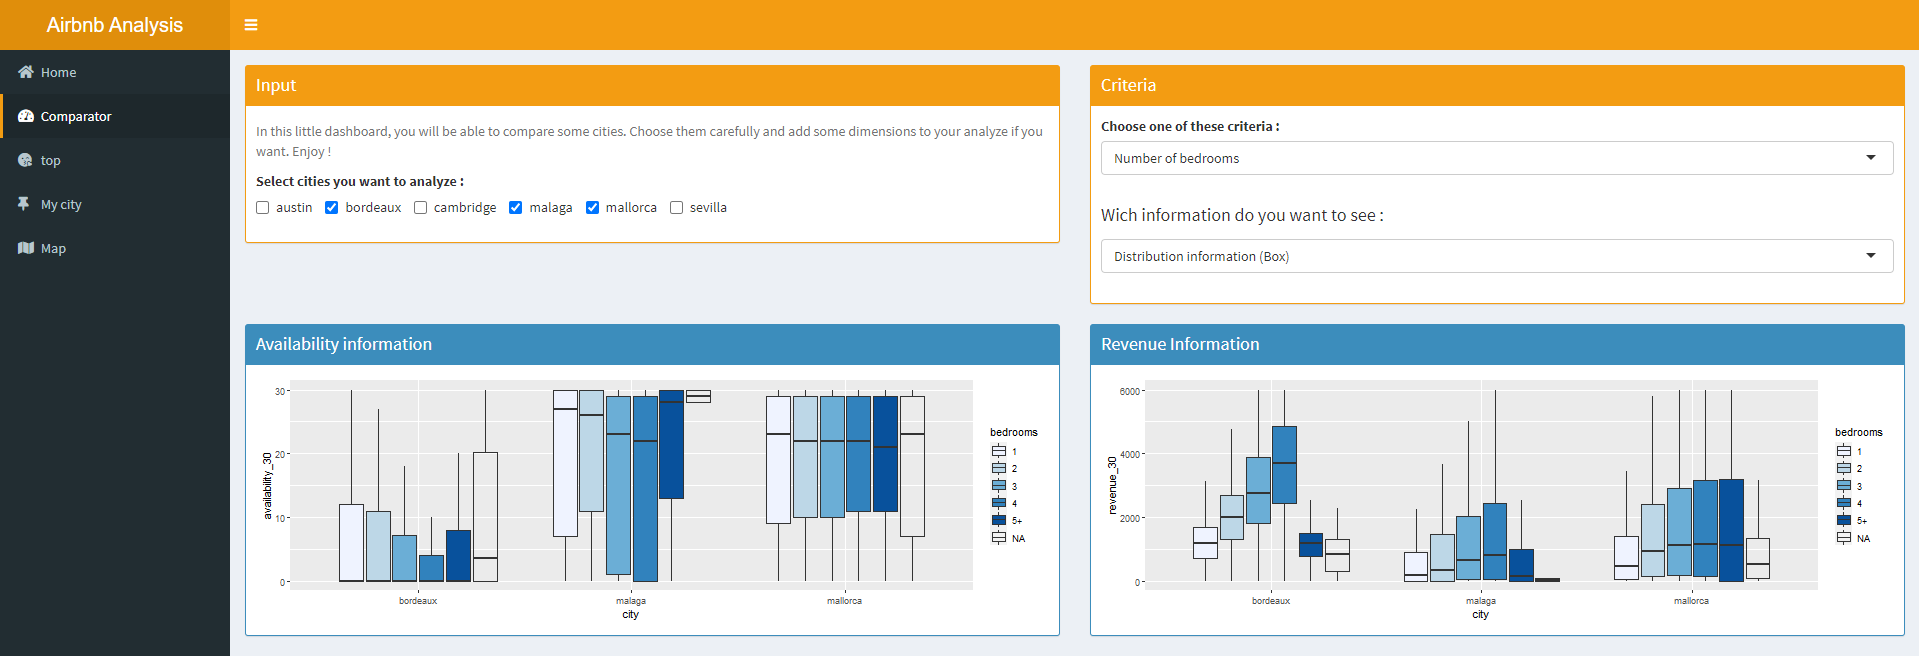 Airbnb Analysis
Home
Comparator
top
My city
Map
Input
In this little dashboard, you will be able to compare some cities. Choose them carefully and add some dimensions to your analyze if you
want. Enjoy !
Select cities you want to analyze :
austin bordeaux cambridge malaga mallorca sevilla
Criteria
Choose one of these criteria :
Number of bedrooms
Wich information do you want to see :
Distribution information (Box)
Availability information
30
20
10
0
availability_30
bordeaux malaga mallorca
city
bedrooms
1
2
3
4
5+
NA
Revenue Information
6000
4000
2000
0
revenue_30
bordeaux malaga mallorca
city
bedrooms
1
2
3
4
5+
NA